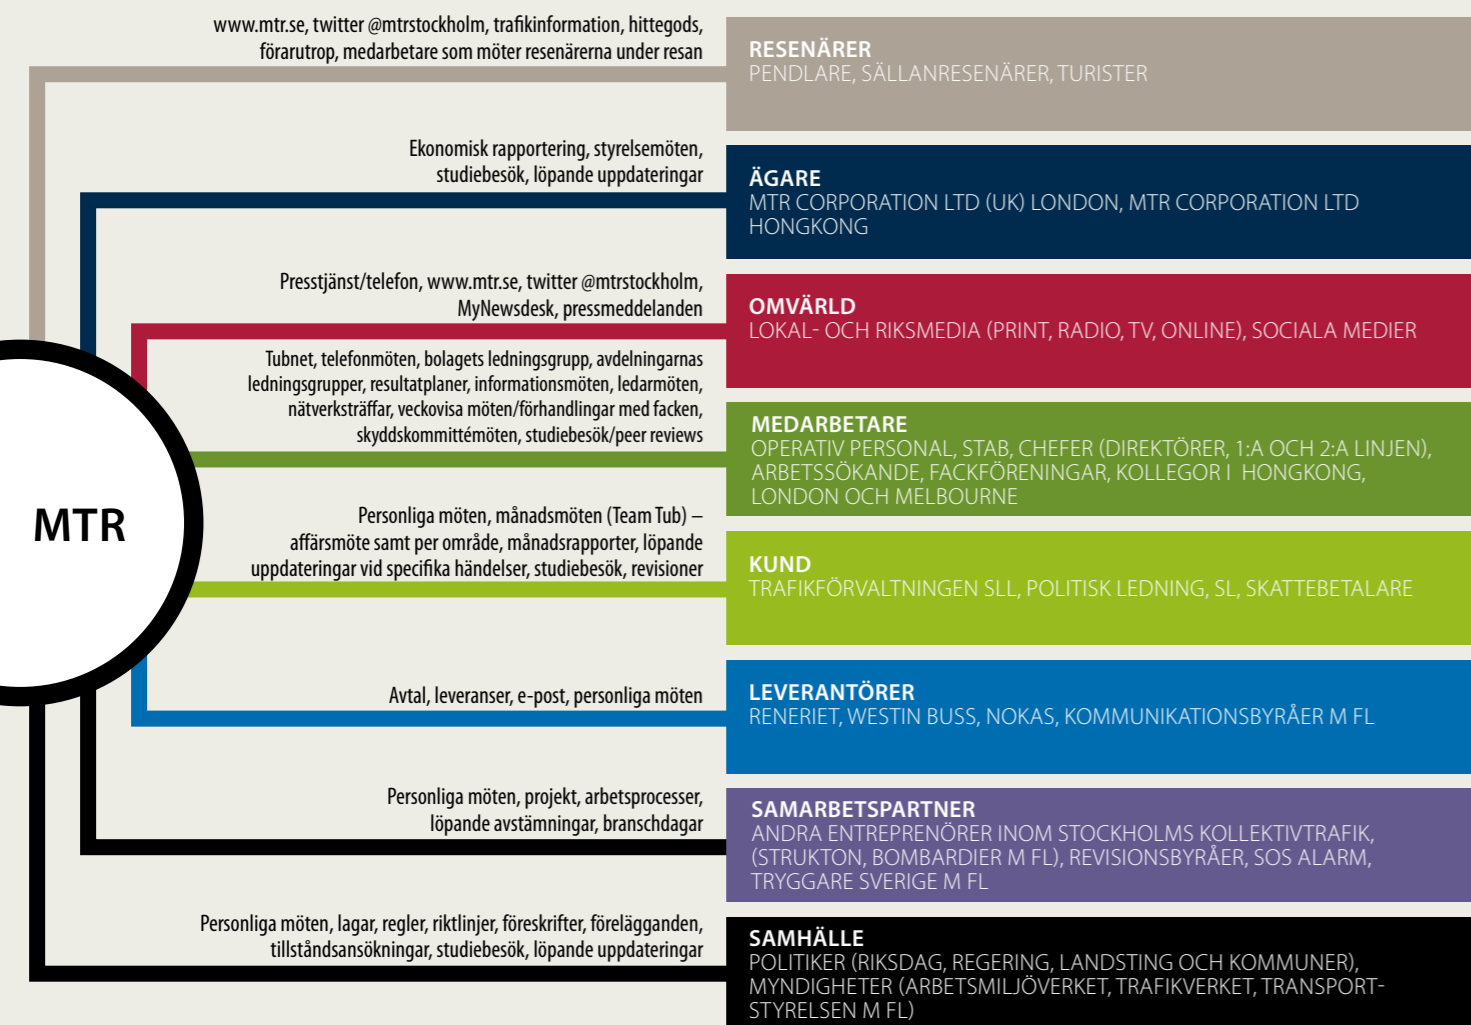 www.mtr.se, twitter @mtrstockholm, trafikinformation, hittegods,
förarutrop, medarbetare som möter resenärerna under resan
RESENÄRER
PENDLARE, SÄLLANRESENÄRER, TURISTER
Ekonomisk rapportering, styrelsemöten,
studiebesök, löpande uppdateringar
ÄGARE
MTR CORPORATION LTD (UK) LONDON, MTR CORPORATION LTD
HONGKONG
Presstjänst/telefon, www.mtr.se, twitter @mtrstockholm,
MyNewsdesk, pressmeddelanden
OMVÄRLD
LOKAL- OCH RIKSMEDIA (PRINT, RADIO, TV, ONLINE), SOCIALA MEDIER
Tubnet, telefonmöten, bolagets ledningsgrupp, avdelningarnas
ledningsgrupper, resultatplaner, informationsmöten, ledarmöten,
nätverksträffar, veckovisa möten/förhandlingar med facken,
skyddskommittémöten, studiebesök/peer reviews
MEDARBETARE
OPERATIV PERSONAL, STAB, CHEFER (DIREKTÖRER, 1:A OCH 2:A LINJEN),
ARBETSSÖKANDE, FACKFÖRENINGAR, KOLLEGOR I HONGKONG,
LONDON OCH MELBOURNE
MTR
Personliga möten, månadsmöten (Team Tub) –
affärsmöte samt per område, månadsrapporter, löpande
uppdateringar vid specifika händelser, studiebesök, revisioner
KUND
TRAFIKFÖRVALTNINGEN SLL, POLITISK LEDNING, SL, SKATTEBETALARE
Avtal, leveranser, e-post, personliga möten
LEVERANTÖRER
RENERIET, WESTIN BUSS, NOKAS, KOMMUNIKATIONSBYRÅER M FL
Personliga möten, projekt, arbetsprocesser,
löpande avstämningar, branschdagar
SAMARBETSPARTNER
ANDRA ENTREPRENÖRER INOM STOCKHOLMS KOLLEKTIVTRAFIK,
(STRUKTON, BOMBARDIER M FL), REVISIONSBYRÅER, SOS ALARM,
TRYGGARE SVERIGE M FL
Personliga möten, lagar, regler, riktlinjer, föreskrifter, förelägganden,
tillståndsansökningar, studiebesök, löpande uppdateringar
SAMHÄLLE
POLITIKER (RIKSDAG, REGERING, LANDSTING OCH KOMMUNER),
MYNDIGHETER (ARBETSMILJÖVERKET, TRAFIKVERKET, TRANSPORT-
STYRELSEN M FL)